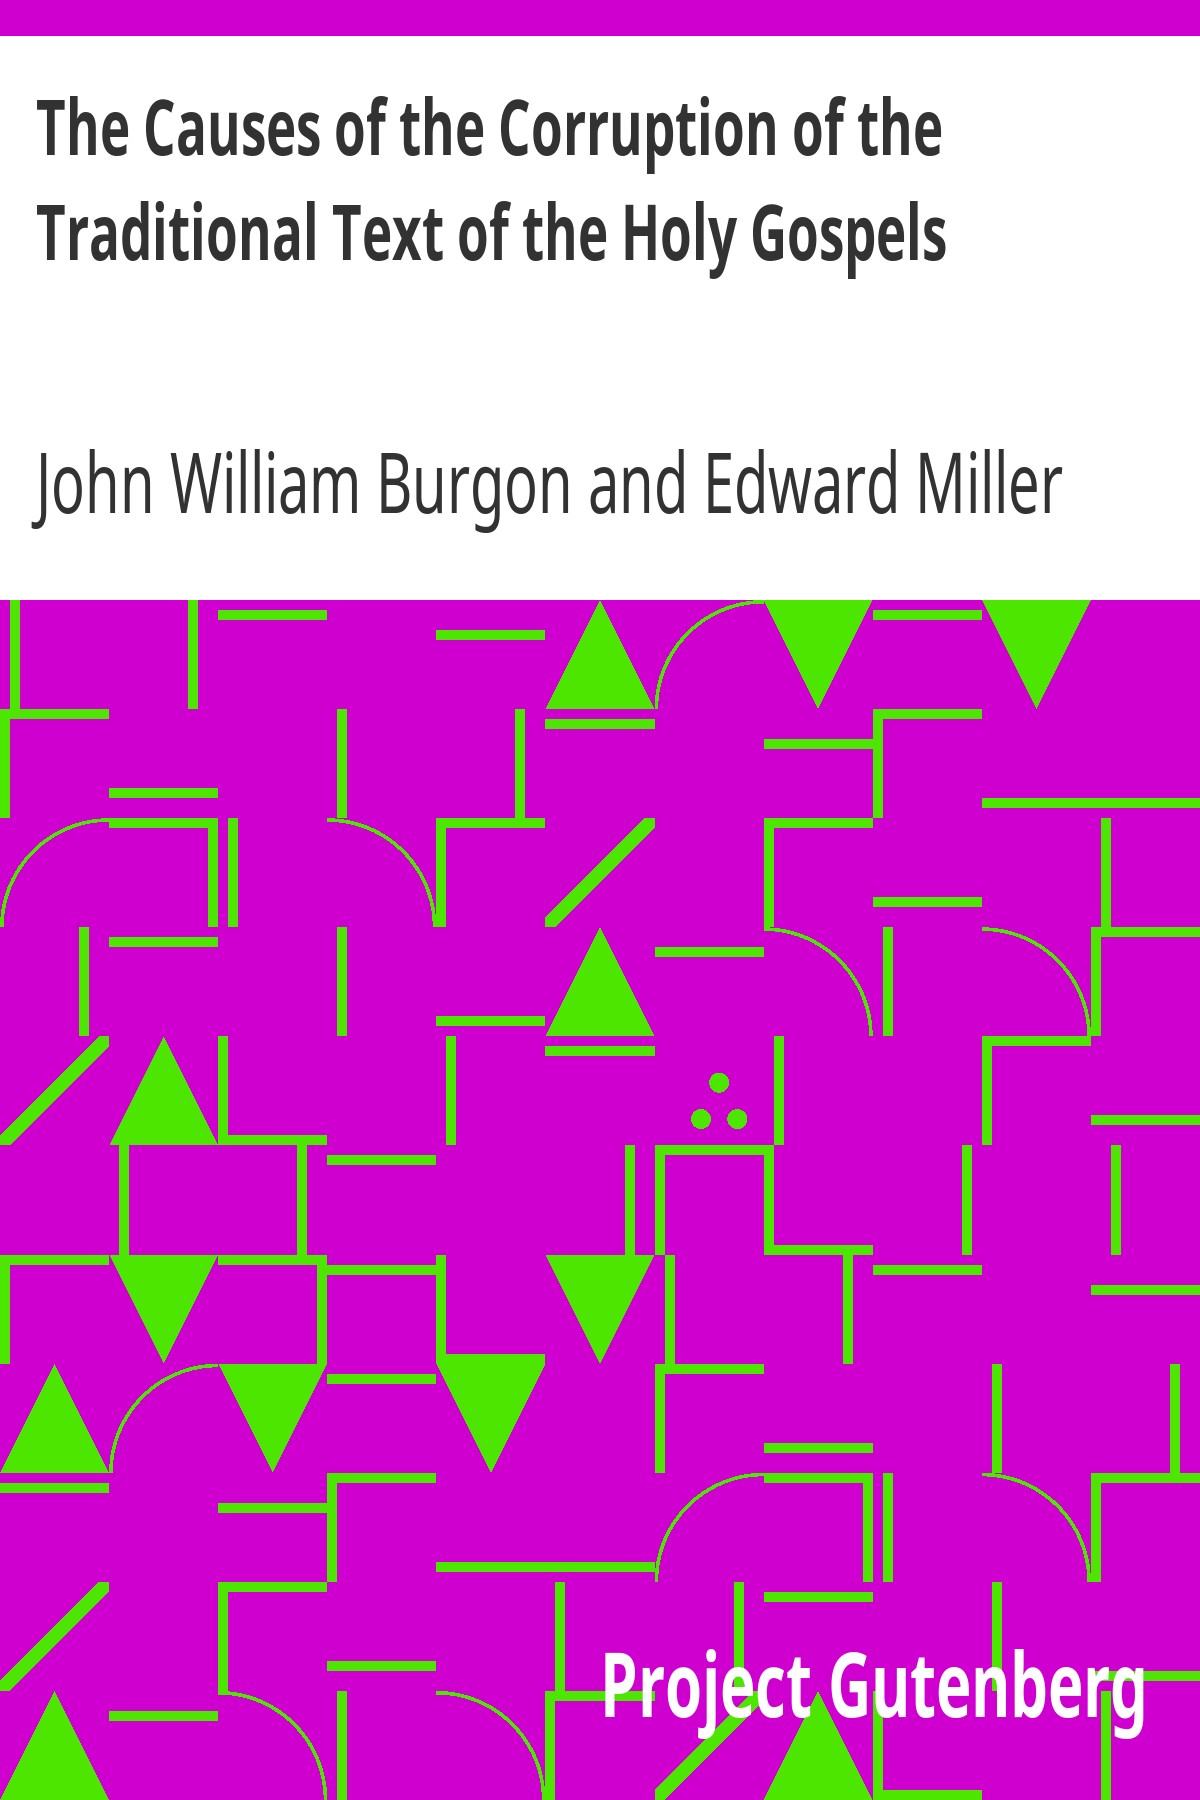 The Causes of the Corruption of the
Traditional Text of the Holy Gospels
John William Burgon and Edward Miller
Project Gutenberg